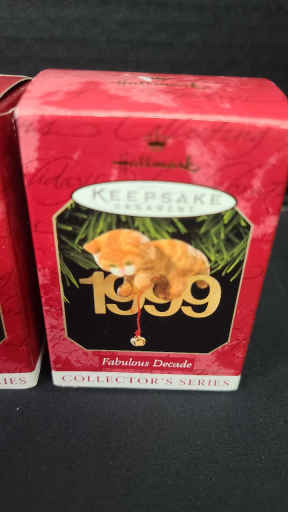 Hallmark
KEEPSAKE
ORNAMENT
1999
Fabulous Decade
IES
COLLECTOR'S SERIES